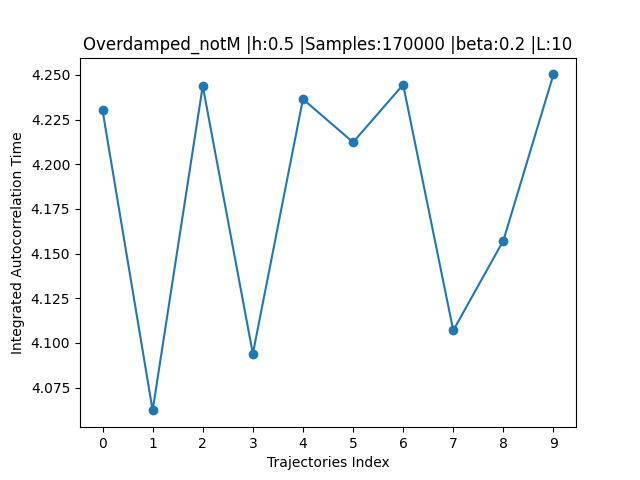 Overdamped_notM |h:0.5 |Samples:170000 |beta:0.2 |L:10
Integrated Autocorrelation Time
4.250
4.225
4.200
4.175
4.150
4.125
4.100
4.075
0 1 2 3 4 5 6 7 8 9
Trajectories Index